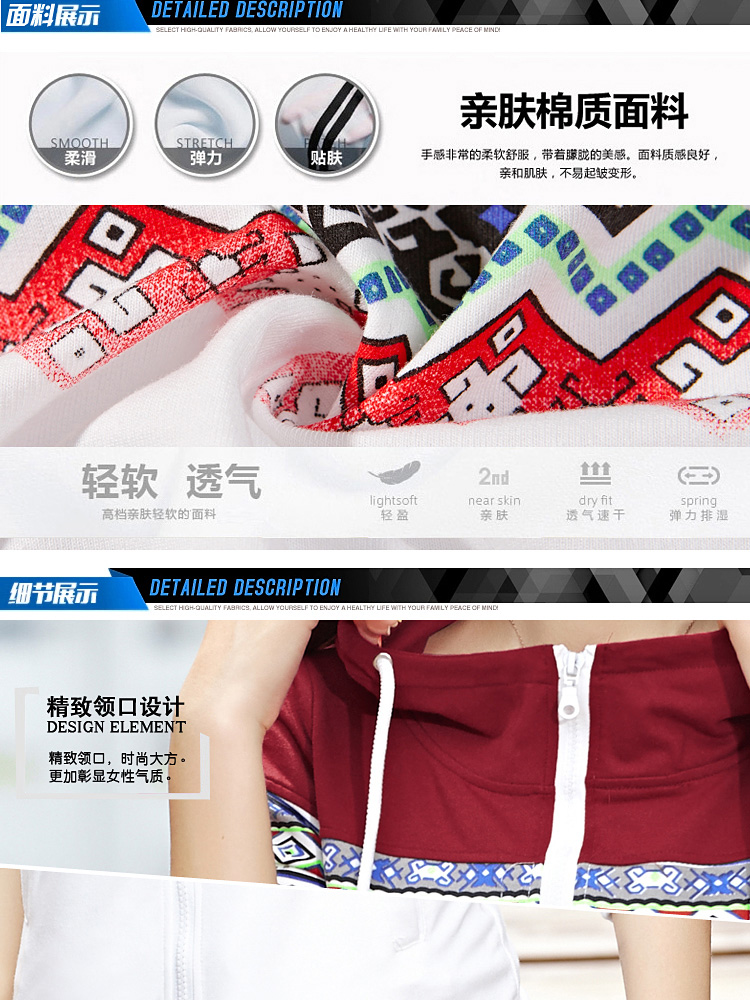 面料展示
DETAILED DESCRIPTION
SELECT HIGH-QUALITY FABRICS, ALLOW YOURSELF TO ENJOY A HEALTHY LIFE WITH YOUR FAMILY PEACE OF MIND!
SMOOTH
柔滑
STRETCH
弹力
贴肤
亲肤棉质面料
手感非常的柔软舒服，带着朦胧的美感。面料质感良好，
亲和肌肤，不易起皱变形。
轻软 透气
高档亲肤轻软的面料
lightsoft
轻盈
2nd
near skin
亲肤
dry fit
透气速干
spring
弹力排湿
细节展示
DETAILED DESCRIPTION
SELECT HIGH-QUALITY FABRICS, ALLOW YOURSELF TO ENJOY A HEALTHY LIFE WITH YOUR FAMILY PEACE OF MIND!
精致领口设计
DESIGN ELEMENT
精致领口，时尚大方。
更加彰显女性气质。